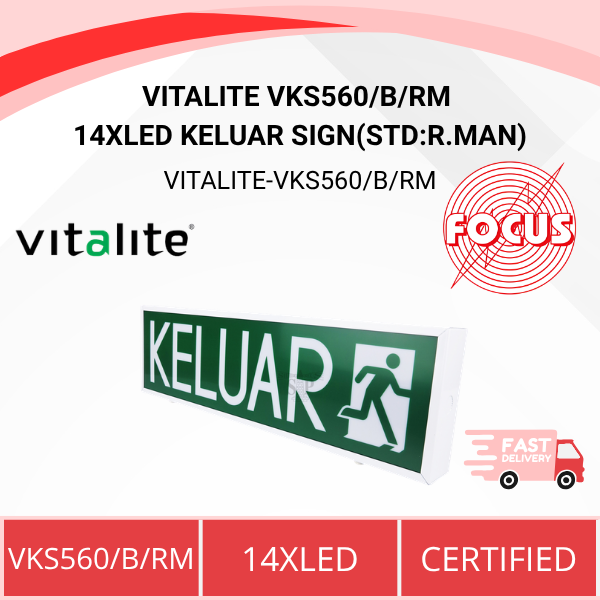 VITALITE VKS560/B/RM
14XLED KELUAR SIGN(STD:R.MAN)
VITALITE-VKS560/B/RM
vitalite®
FOCUS
KELUAR
FAST
DELIVERY
VKS560/B/RM
14XLED
CERTIFIED